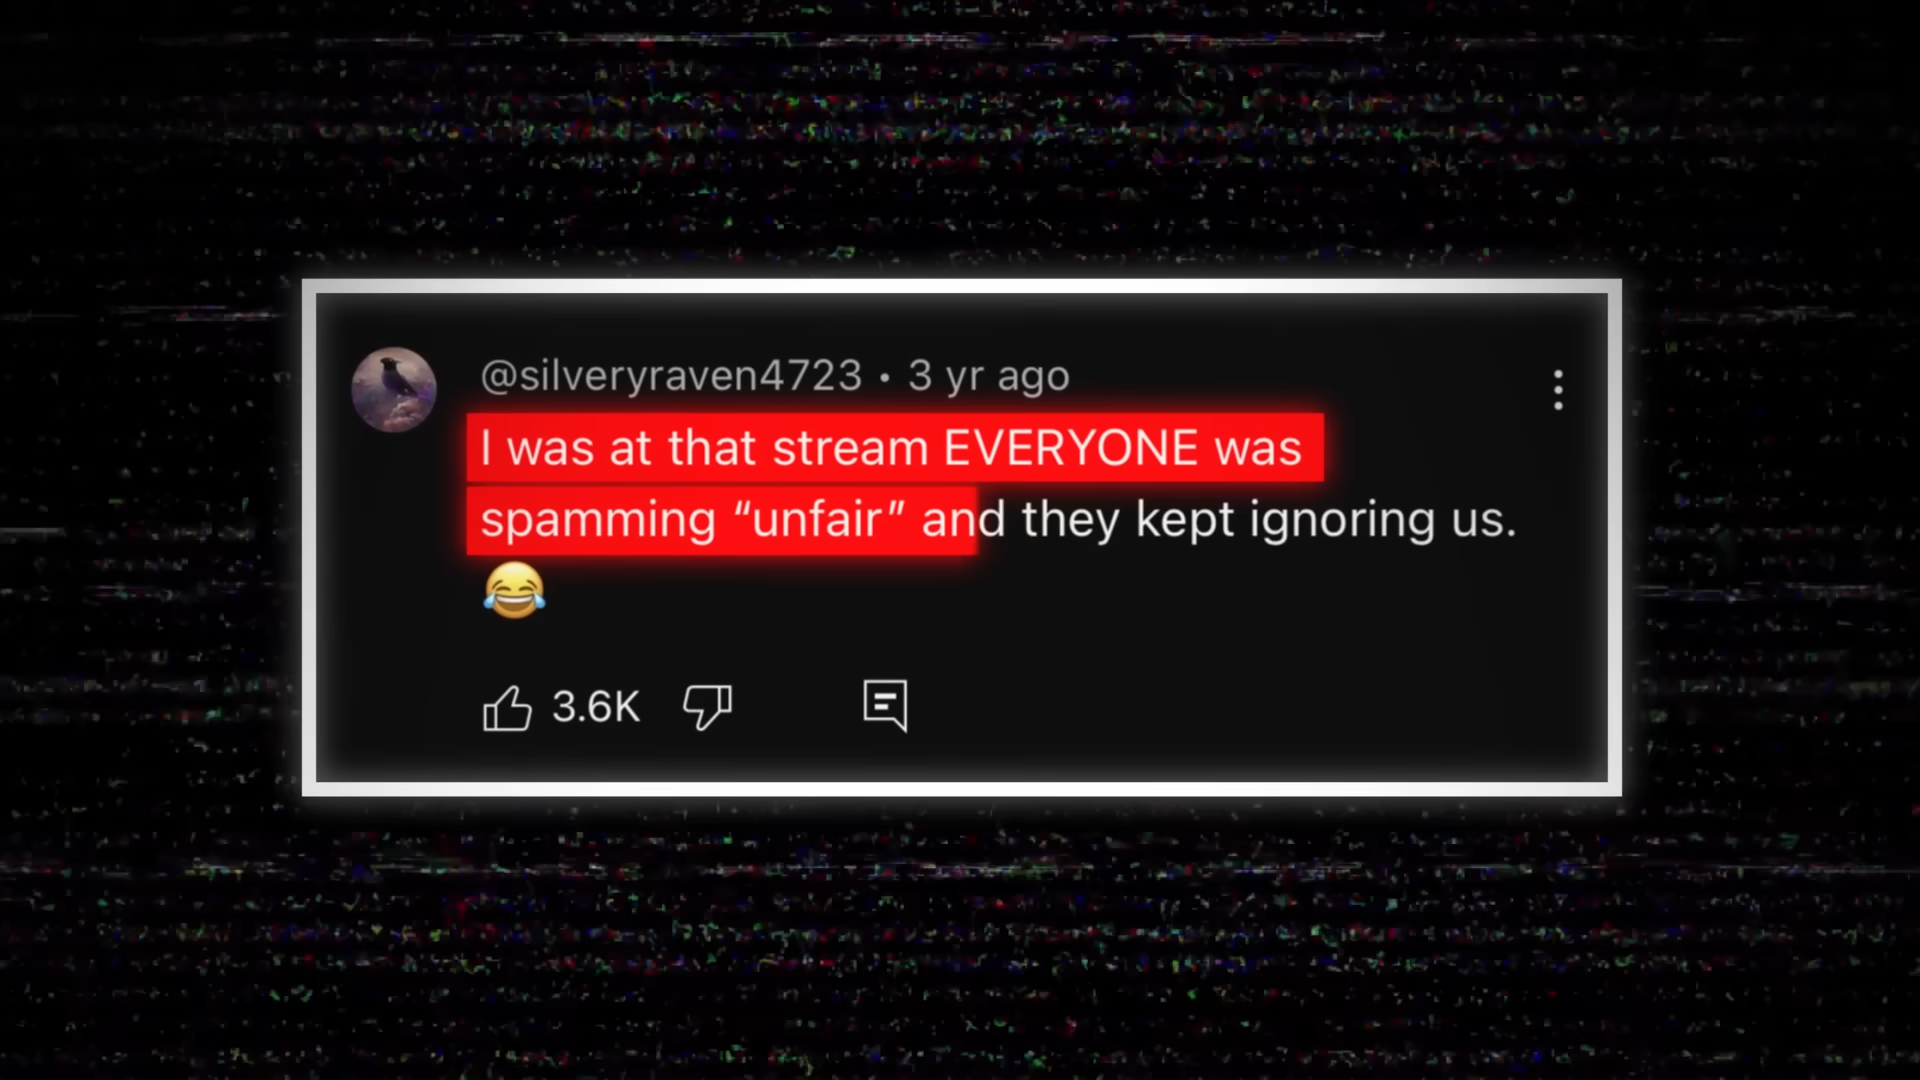 @silveryraven4723 • 3 yr ago
I was at that stream EVERYONE was
spamming “unfair” and they kept ignoring us.
😂
3.6K